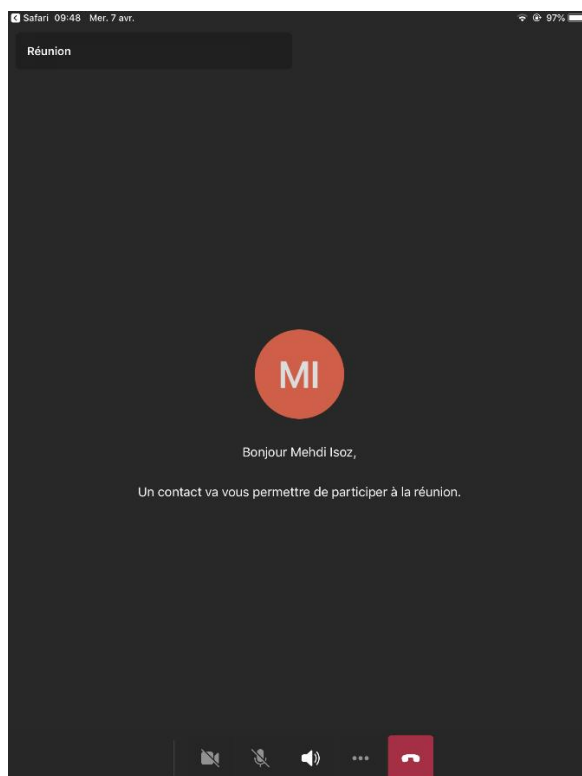 Safari 09:48 Mer. 7 avr. 97%
Réunion
MI
Bonjour Mehdi Isoz,
Un contact va vous permettre de participer à la réunion.